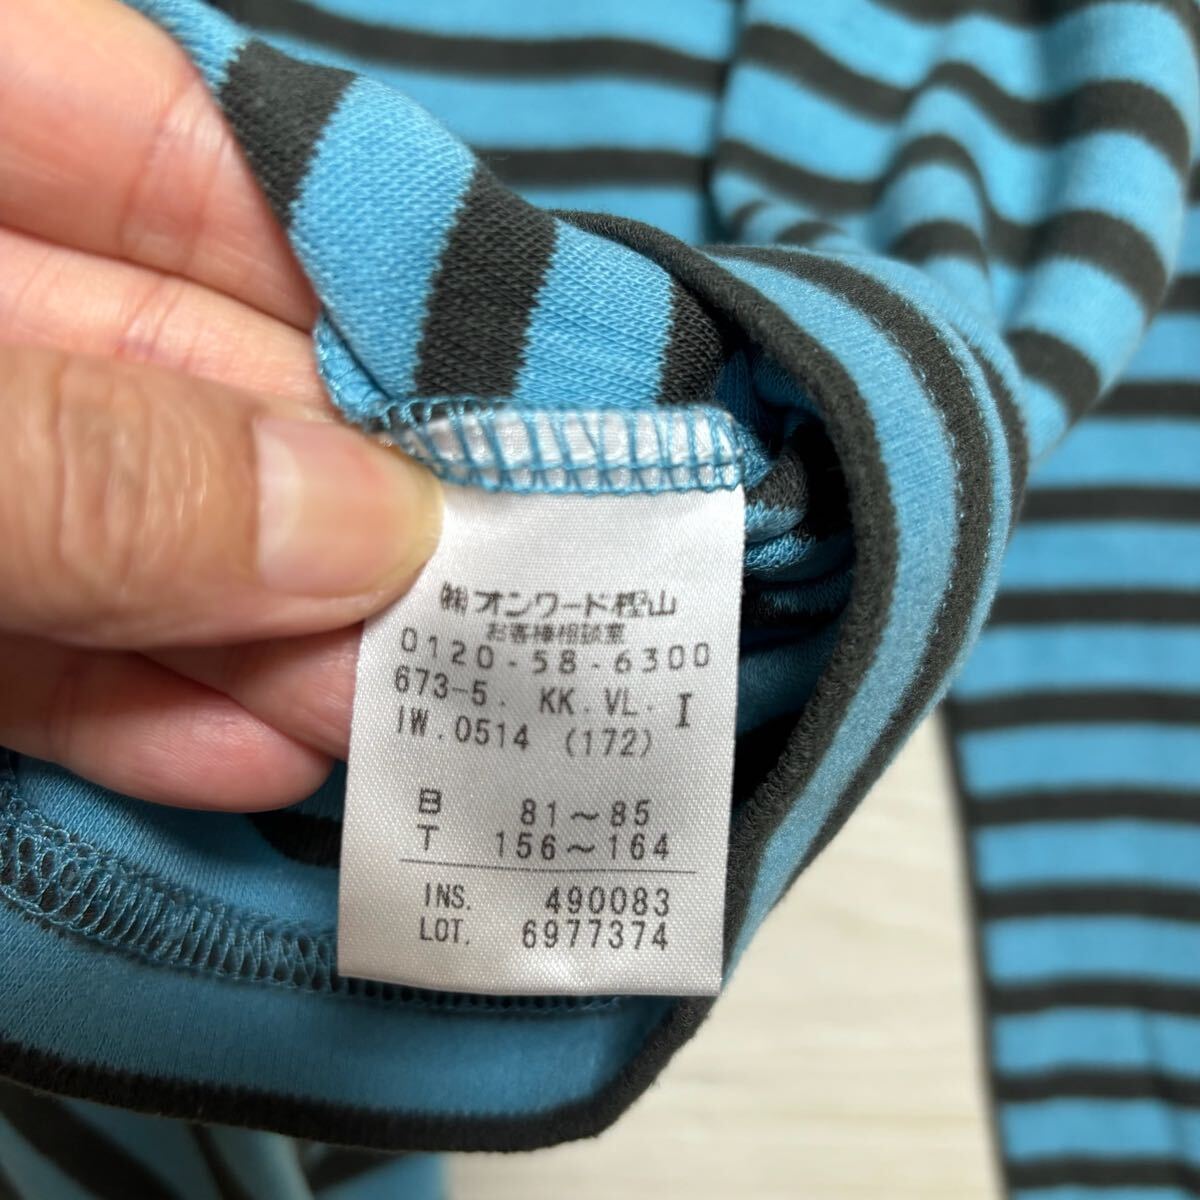 ㈱オンワード樫山
お客様相談室
0120-58-6300
673-5. KK.VL. I
IW.0514 (172)
B 81～85
T 156～164
INS. 490083
LOT. 6977374